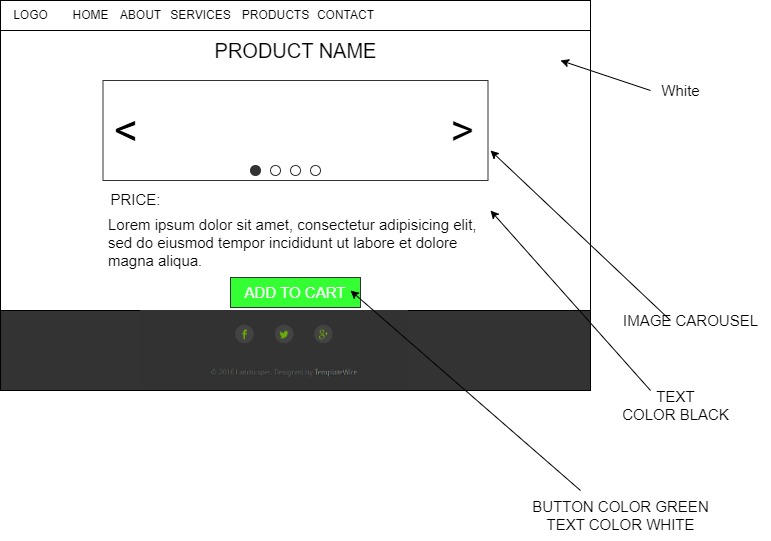 LOGO HOME ABOUT SERVICES PRODUCTS CONTACT
PRODUCT NAME
White
< >
PRICE:
Lorem ipsum dolor sit amet, consectetur adipisicing elit,
sed do eiusmod tempor incididunt ut labore et dolore
magna aliqua.
ADD TO CART
IMAGE CAROUSEL
f g+
© 2016 Landscaper. Designed by TemplateWire
TEXT
COLOR BLACK
BUTTON COLOR GREEN
TEXT COLOR WHITE